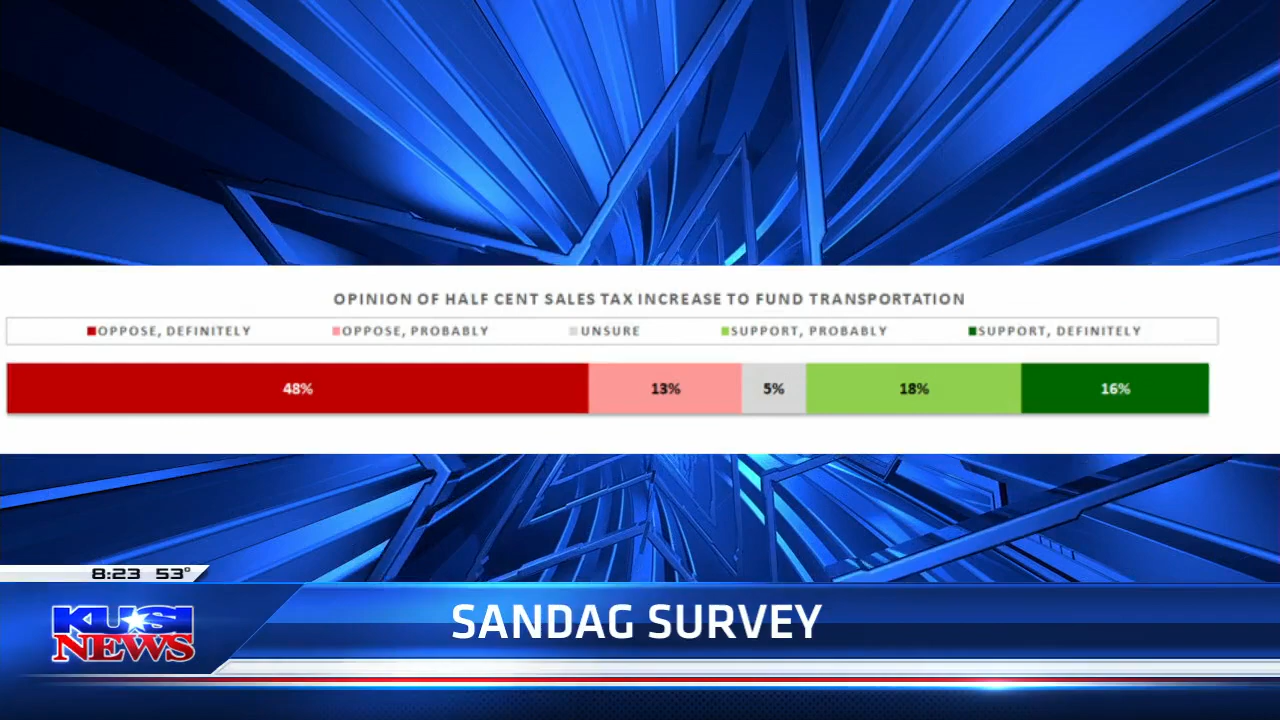 OPINION OF HALF CENT SALES TAX INCREASE TO FUND TRANSPORTATION
OPPOSE, DEFINITELY OPPOSE, PROBABLY UNSURE SUPPORT, PROBABLY SUPPORT, DEFINITELY
48% 13% 5% 18% 16%
8:23 53°
KUSI
NEWS
SANDAG SURVEY